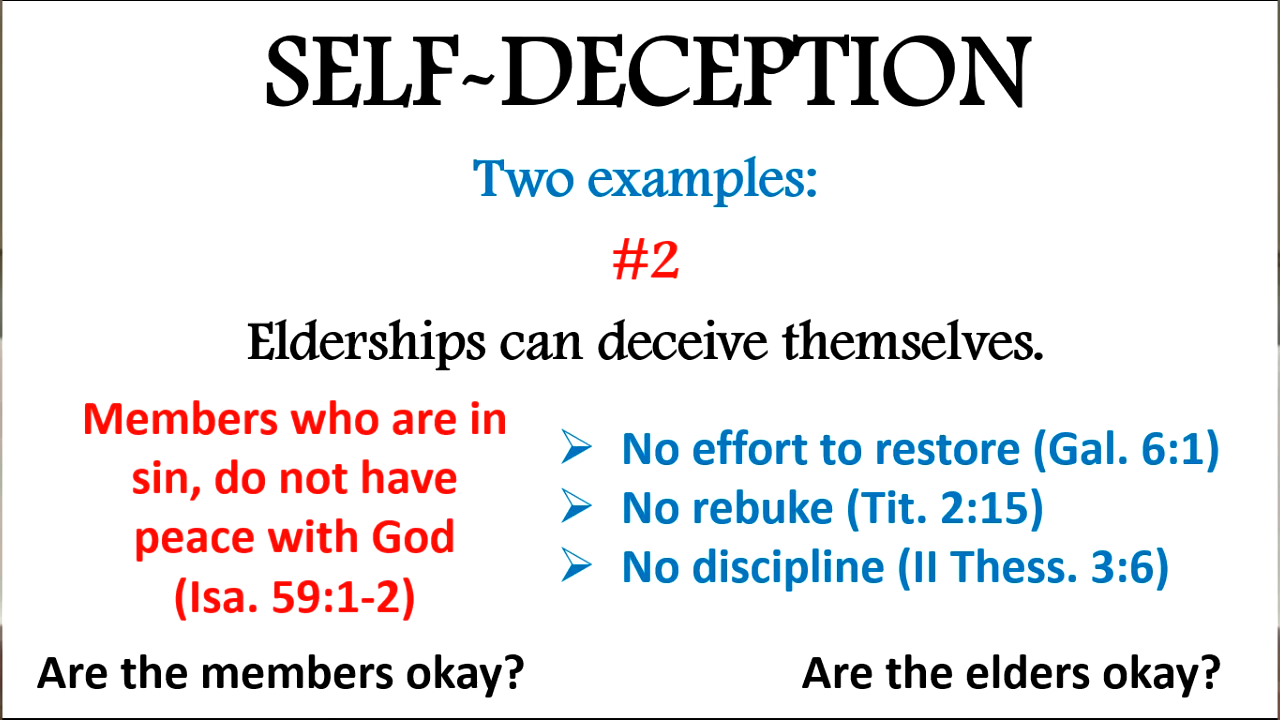 SELF~DECEPTION
Two examples:
#2
Elderships can deceive themselves.
Members who are in
sin, do not have
peace with God
(Isa. 59:1-2)
➢ No effort to restore (Gal. 6:1)
➢ No rebuke (Tit. 2:15)
➢ No discipline (II Thess. 3:6)
Are the members okay?
Are the elders okay?